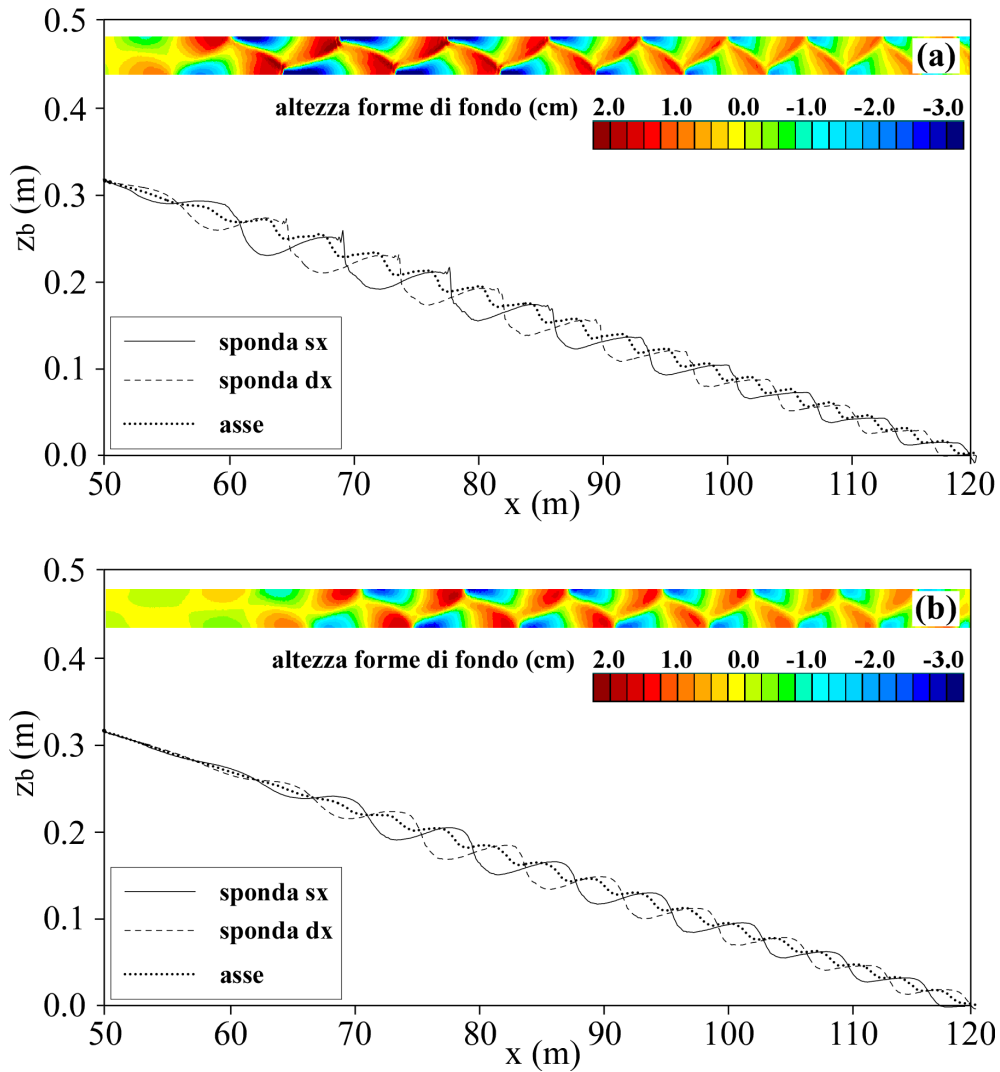 0.5
(a)
altezza forme di fondo (cm) 2.0 1.0 0.0 -1.0 -2.0 -3.0
0.4
0.3
zb (m)
0.2
sponda sx
sponda dx
0.1
asse
0.0
50 60 70 80 90 100 110 120
x (m)
0.5
(b)
altezza forme di fondo (cm) 2.0 1.0 0.0 -1.0 -2.0 -3.0
0.4
0.3
zb (m)
0.2
sponda sx
sponda dx
0.1
asse
0.0
50 60 70 80 90 100 110 120
x (m)